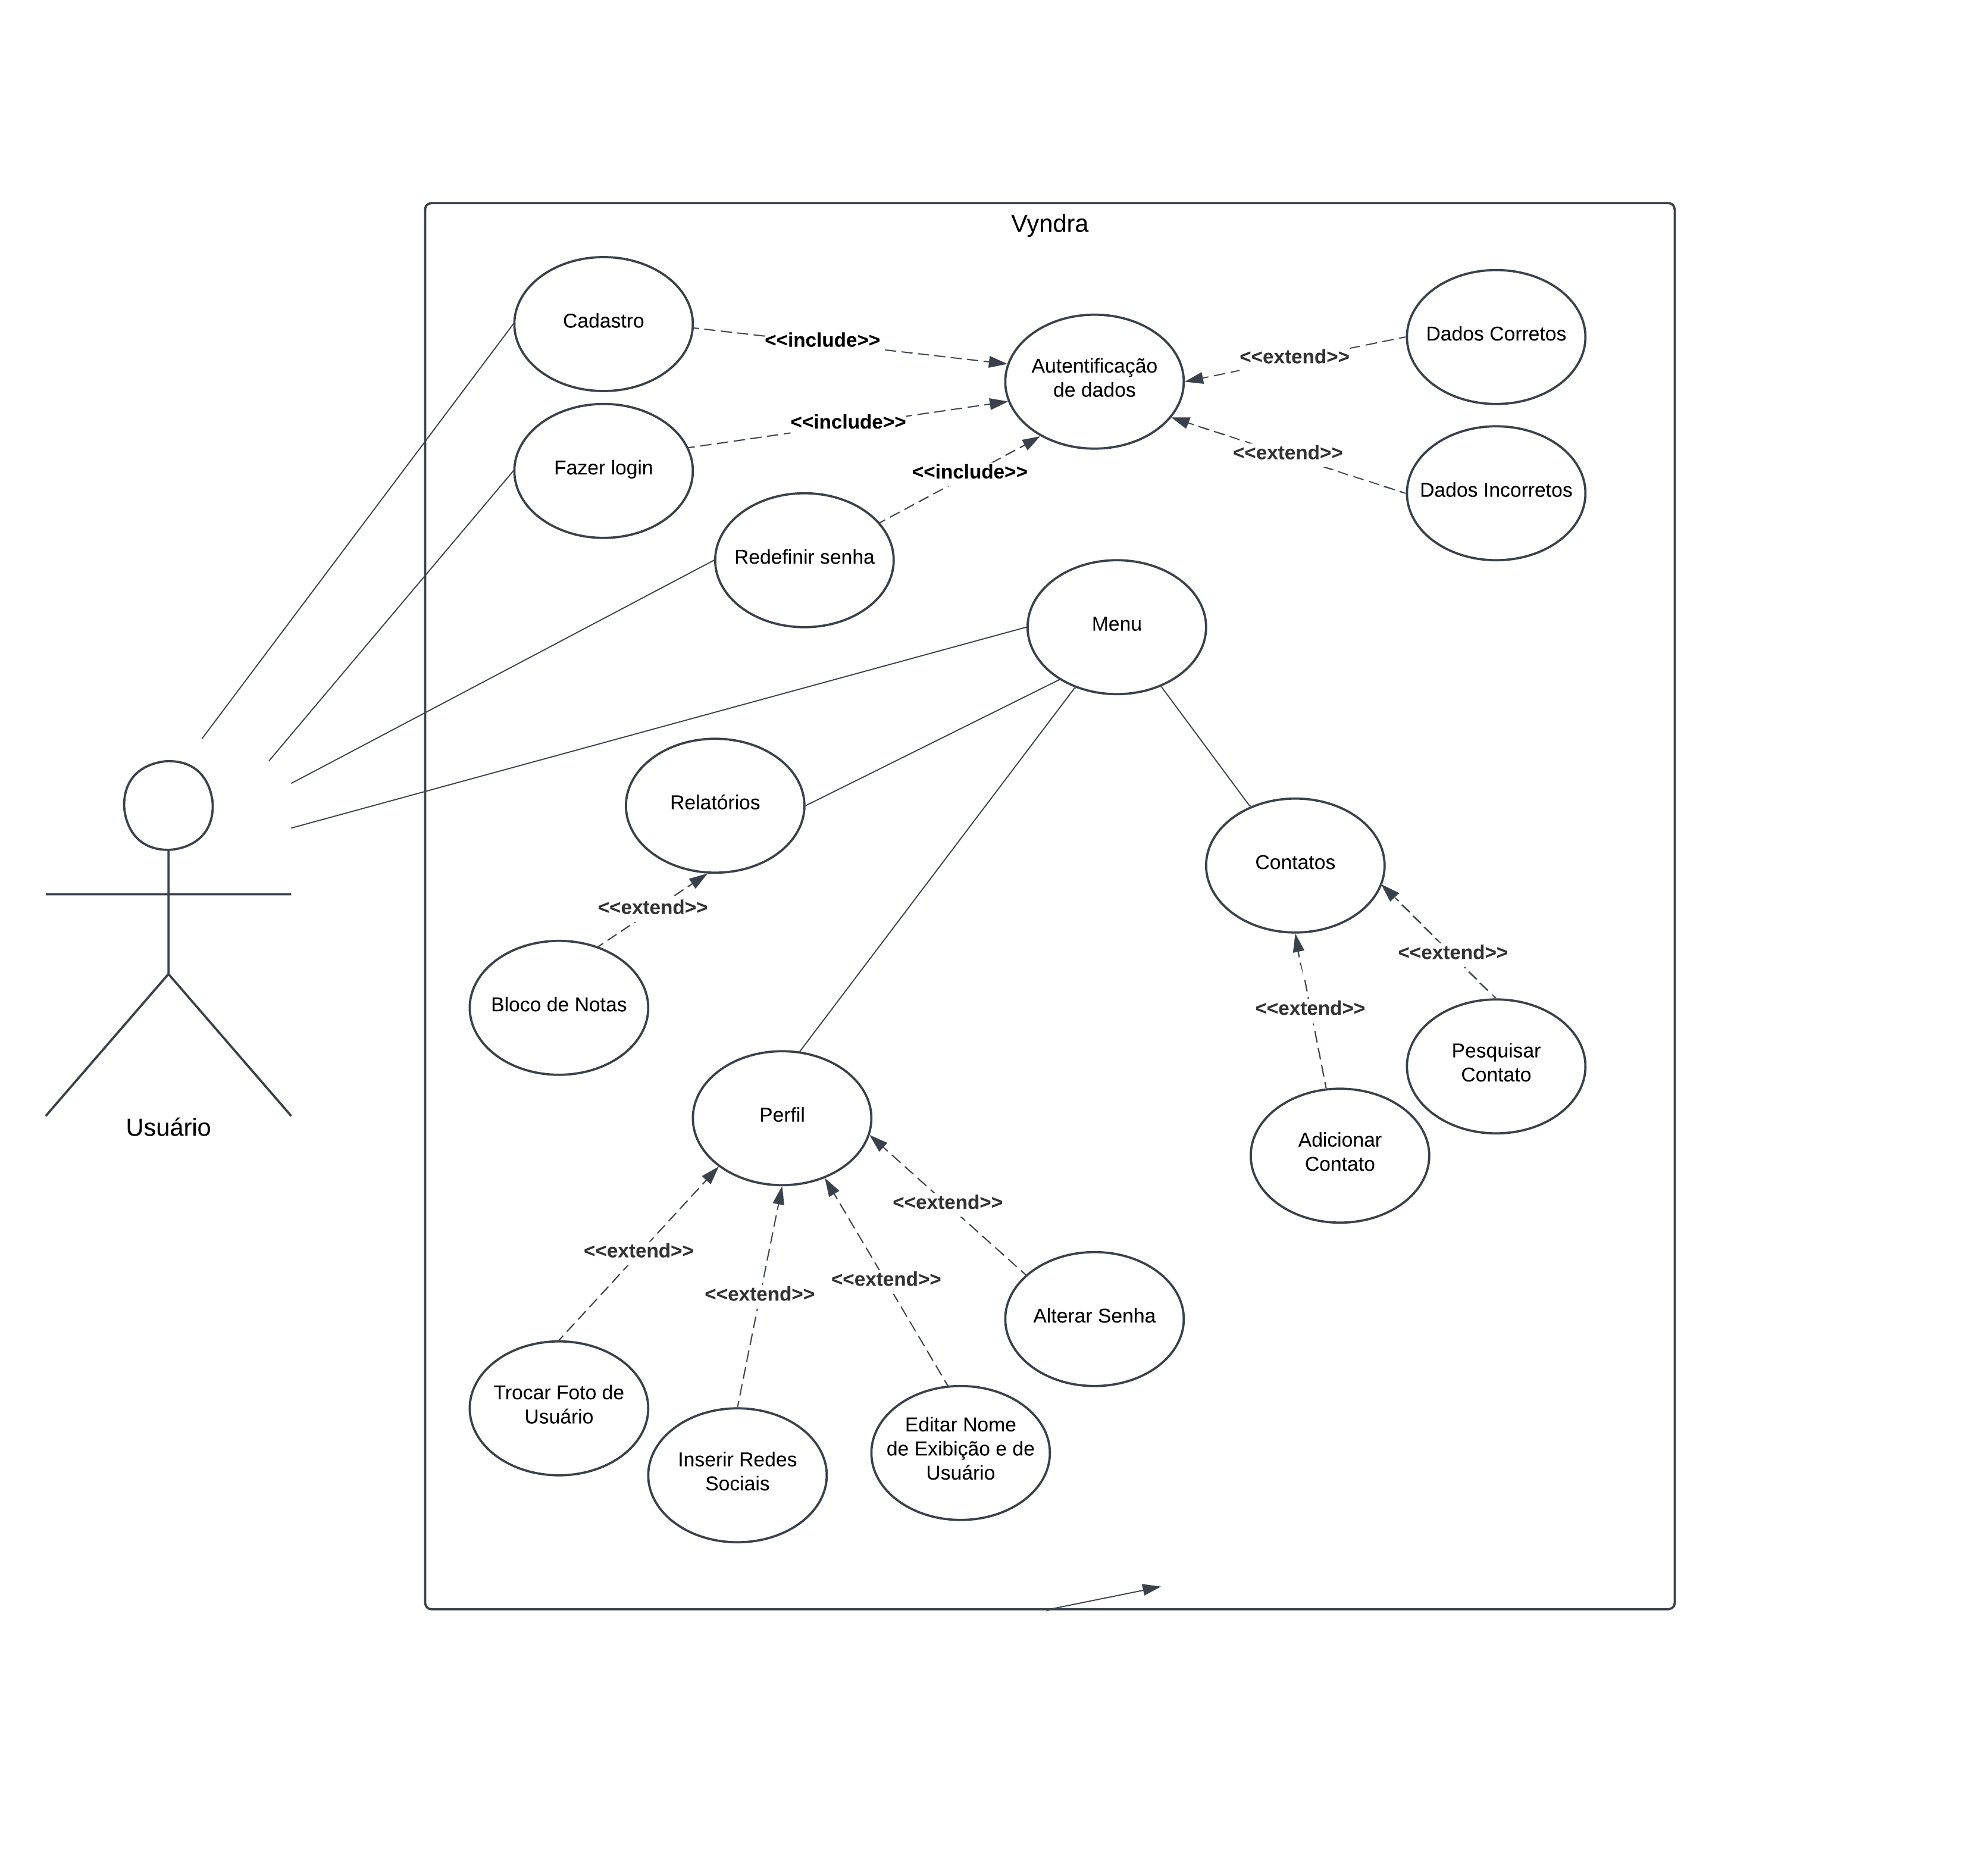 Vyndra
Cadastro
<<include>>
Autentificação
de dados
<<extend>>
Dados Corretos
Fazer login
<<include>>
<<extend>>
Dados Incorretos
<<include>>
Redefinir senha
Menu
Relatórios
Contatos
<<extend>>
<<extend>>
Bloco de Notas
<<extend>>
Pesquisar
Contato
Usuário
Perfil
Adicionar
Contato
<<extend>>
<<extend>>
<<extend>>
<<extend>>
Alterar Senha
Trocar Foto de
Usuário
Inserir Redes
Sociais
Editar Nome
de Exibição e de
Usuário